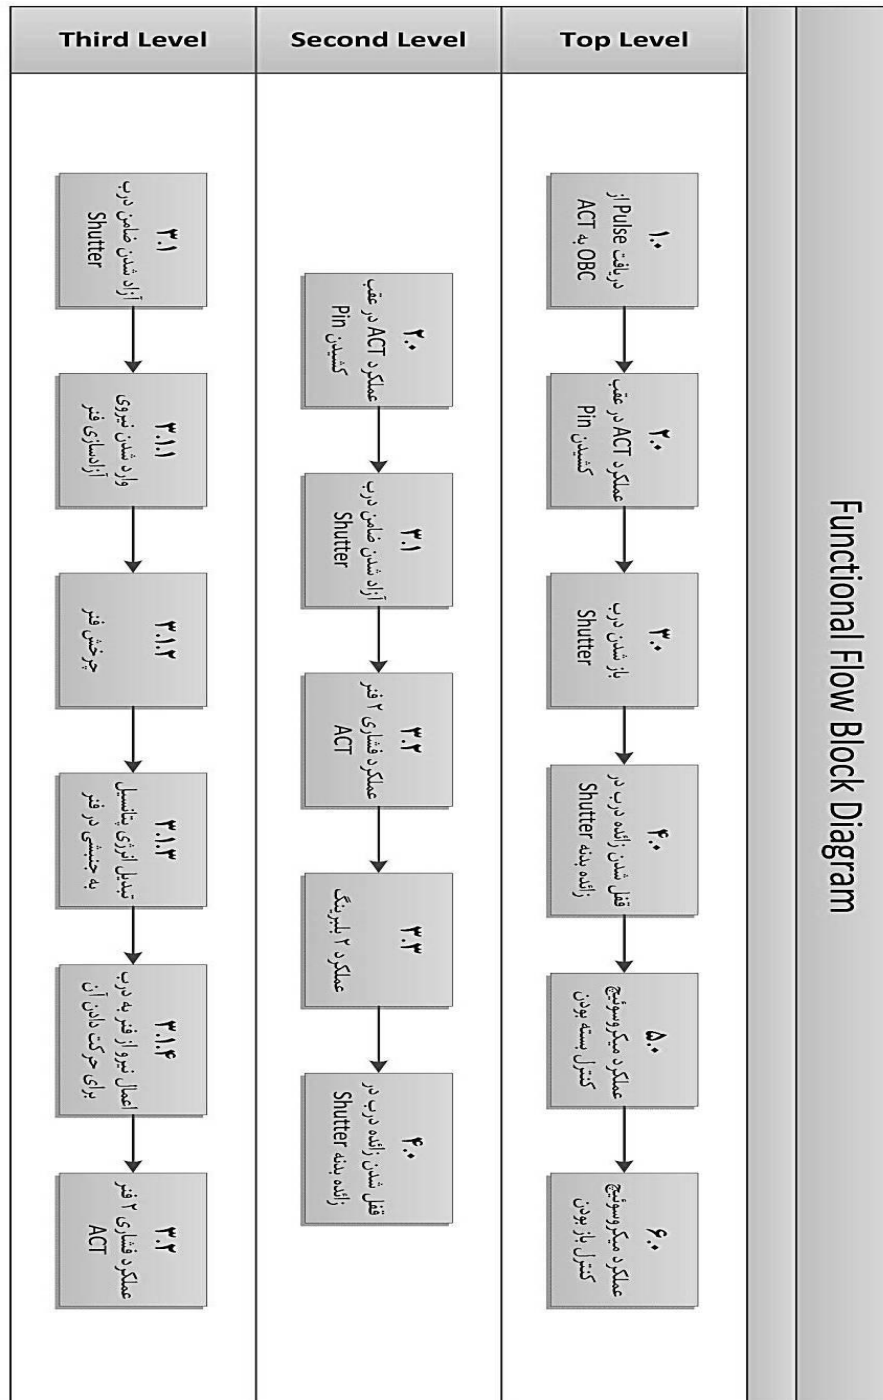 Functional Flow Block Diagram
Top Level
۱.۰
دریافت Pulse از
OBC به ACT
۲.۰
عملکرد ACT در عقب
کشیدن Pin
۳.۰
باز شدن درب
Shutter
۴.۰
قفل شدن زائده درب در
زائده بدنه Shutter
۵.۰
عملکرد میکروسوئیچ
کنترل بسته بودن
۶.۰
عملکرد میکروسوئیچ
کنترل باز بودن
Second Level
۲.۰
عملکرد ACT در عقب
کشیدن Pin
۳.۱
آزاد شدن ضامن درب
Shutter
۳.۲
عملکرد فشاری ۲ فنر
ACT
۳.۳
عملکرد ۲ بلبرینگ
۴.۰
قفل شدن زائده درب در
زائده بدنه Shutter
Third Level
۳.۱
آزاد شدن ضامن درب
Shutter
۳.۱.۱
وارد شدن نیروی
آزادسازی فنر
۳.۱.۲
چرخش فنر
۳.۱.۳
تبدیل انرژی پتانسیل
به جنبشی در فنر
۳.۱.۴
اعمال نیرو از فنر به درب
برای حرکت دادن آن
۳.۲
عملکرد فشاری ۲ فنر
ACT